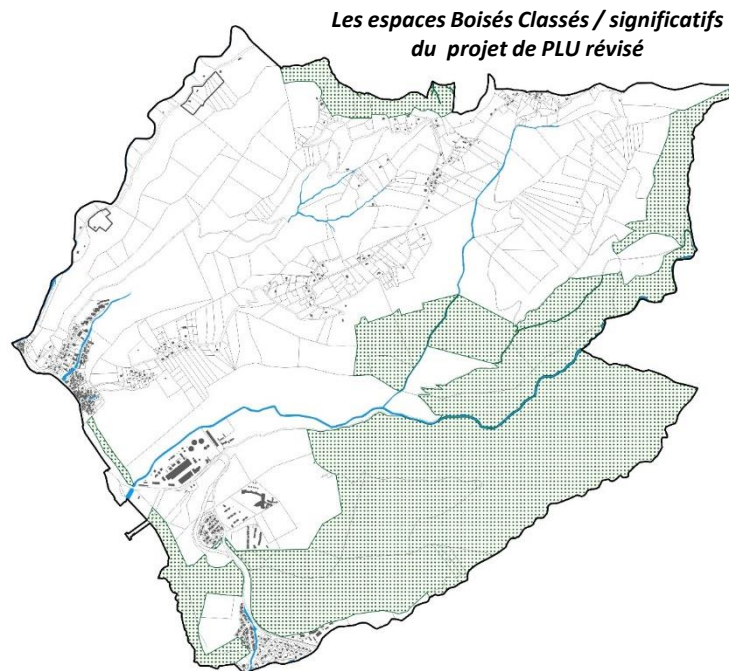 Les espaces Boisés Classés / significatifs
du projet de PLU révisé